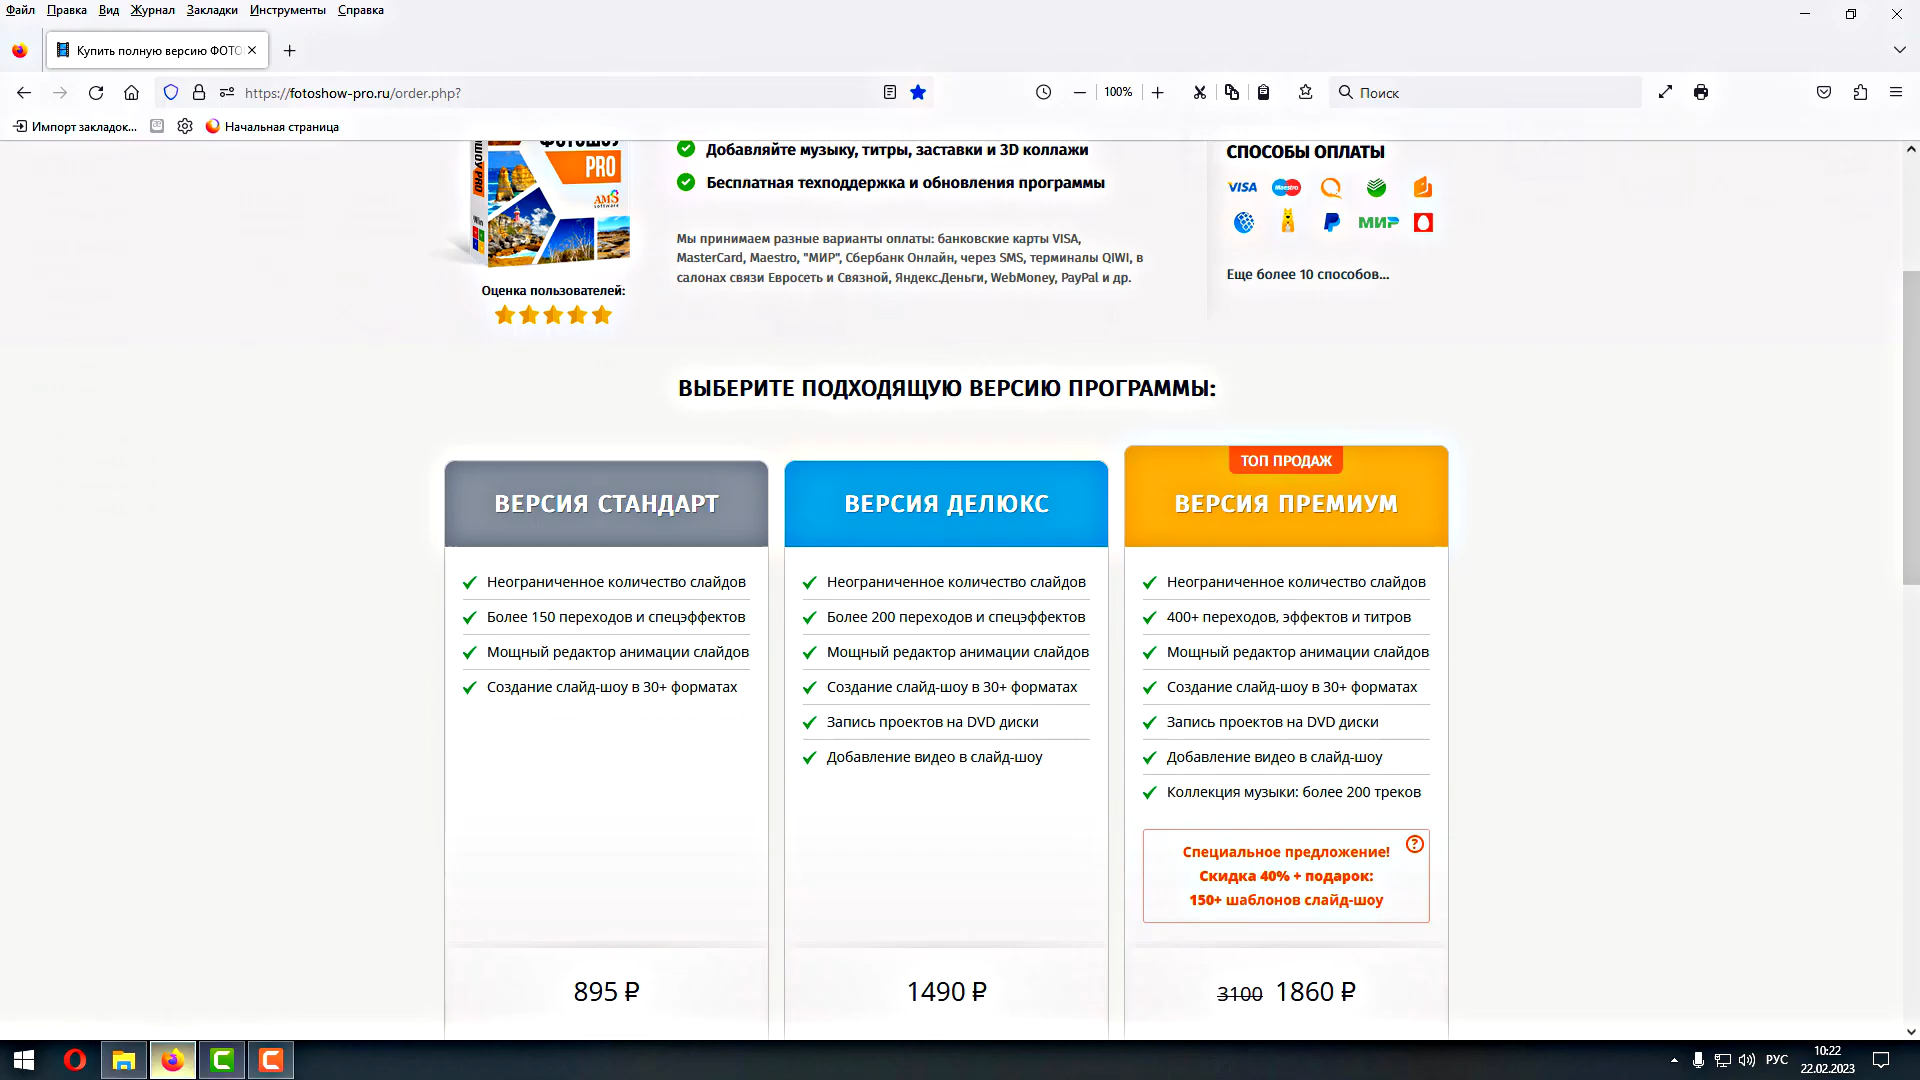 Файл Правка Вид Журнал Закладки Инструменты Справка
Купить полную версию ФОТО
https://fotoshow-pro.ru/order.php?
100%
Поиск
Импорт закладок...
Начальная страница
ФОТОШОУ
PRO
AMS
software
Добавляйте музыку, титры, заставки и 3D коллажи
Бесплатная техподдержка и обновления программы
Мы принимаем разные варианты оплаты: банковские карты VISA,
MasterCard, Maestro, "МИР", Сбербанк Онлайн, через SMS, терминалы QIWI, в
салонах связи Евросеть и Связной, Яндекс.Деньги, WebMoney, PayPal и др.
Оценка пользователей:
СПОСОБЫ ОПЛАТЫ
VISA Maestro
МИР
Еще более 10 способов...
ВЫБЕРИТЕ ПОДХОДЯЩУЮ ВЕРСИЮ ПРОГРАММЫ:
ВЕРСИЯ СТАНДАРТ
Неограниченное количество слайдов
Более 150 переходов и спецэффектов
Мощный редактор анимации слайдов
Создание слайд-шоу в 30+ форматах
895 ₽
ВЕРСИЯ ДЕЛЮКС
Неограниченное количество слайдов
Более 200 переходов и спецэффектов
Мощный редактор анимации слайдов
Создание слайд-шоу в 30+ форматах
Запись проектов на DVD диски
Добавление видео в слайд-шоу
1490 ₽
ТОП ПРОДАЖ
ВЕРСИЯ ПРЕМИУМ
Неограниченное количество слайдов
400+ переходов, эффектов и титров
Мощный редактор анимации слайдов
Создание слайд-шоу в 30+ форматах
Запись проектов на DVD диски
Добавление видео в слайд-шоу
Коллекция музыки: более 200 треков
Специальное предложение!
Скидка 40% + подарок:
150+ шаблонов слайд-шоу
3100 1860 ₽
РУС
10:22
22.02.2023